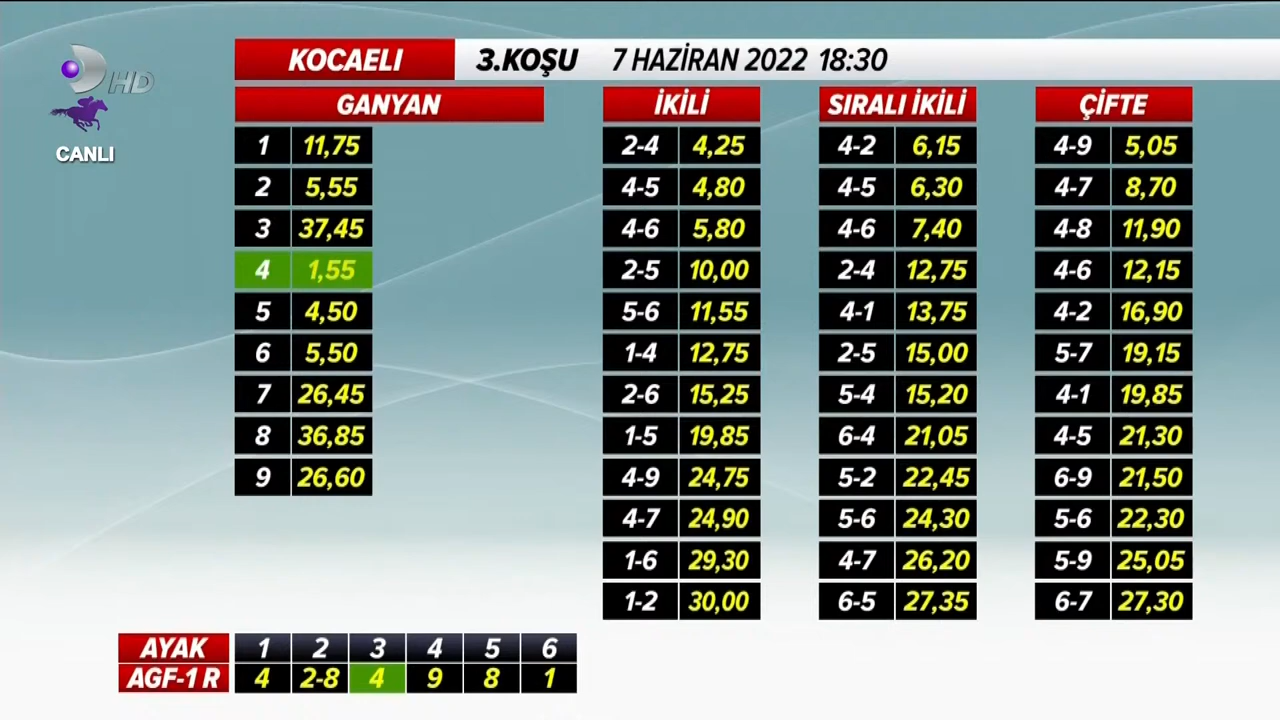 HD
CANLI
KOCAELİ 3.KOŞU 7 HAZİRAN 2022 18:30
GANYAN İKİLİ SIRALI İKİLİ ÇİFTE
1 11,75 2-4 4,25 4-2 6,15 4-9 5,05
2 5,55 4-5 4,80 4-5 6,30 4-7 8,70
3 37,45 4-6 5,80 4-6 7,40 4-8 11,90
4 1,55 2-5 10,00 2-4 12,75 4-6 12,15
5 4,50 5-6 11,55 4-1 13,75 4-2 16,90
6 5,50 1-4 12,75 2-5 15,00 5-7 19,15
7 26,45 2-6 15,25 5-4 15,20 4-1 19,85
8 36,85 1-5 19,85 6-4 21,05 4-5 21,30
9 26,60 4-9 24,75 5-2 22,45 6-9 21,50
4-7 24,90 5-6 24,30 5-6 22,30
1-6 29,30 4-7 26,20 5-9 25,05
1-2 30,00 6-5 27,35 6-7 27,30
AYAK 1 2 3 4 5 6
AGF-1 R 4 2-8 4 9 8 1